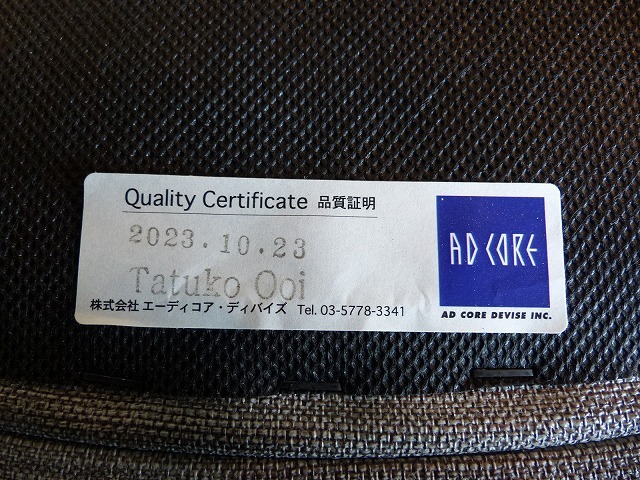 Quality Certificate 品質証明
2023.10.23
Tatuko Ooi
株式会社 エーディコア・ディバイズ Tel. 03-5778-3341
AD CORE
AD CORE DEVISE INC.